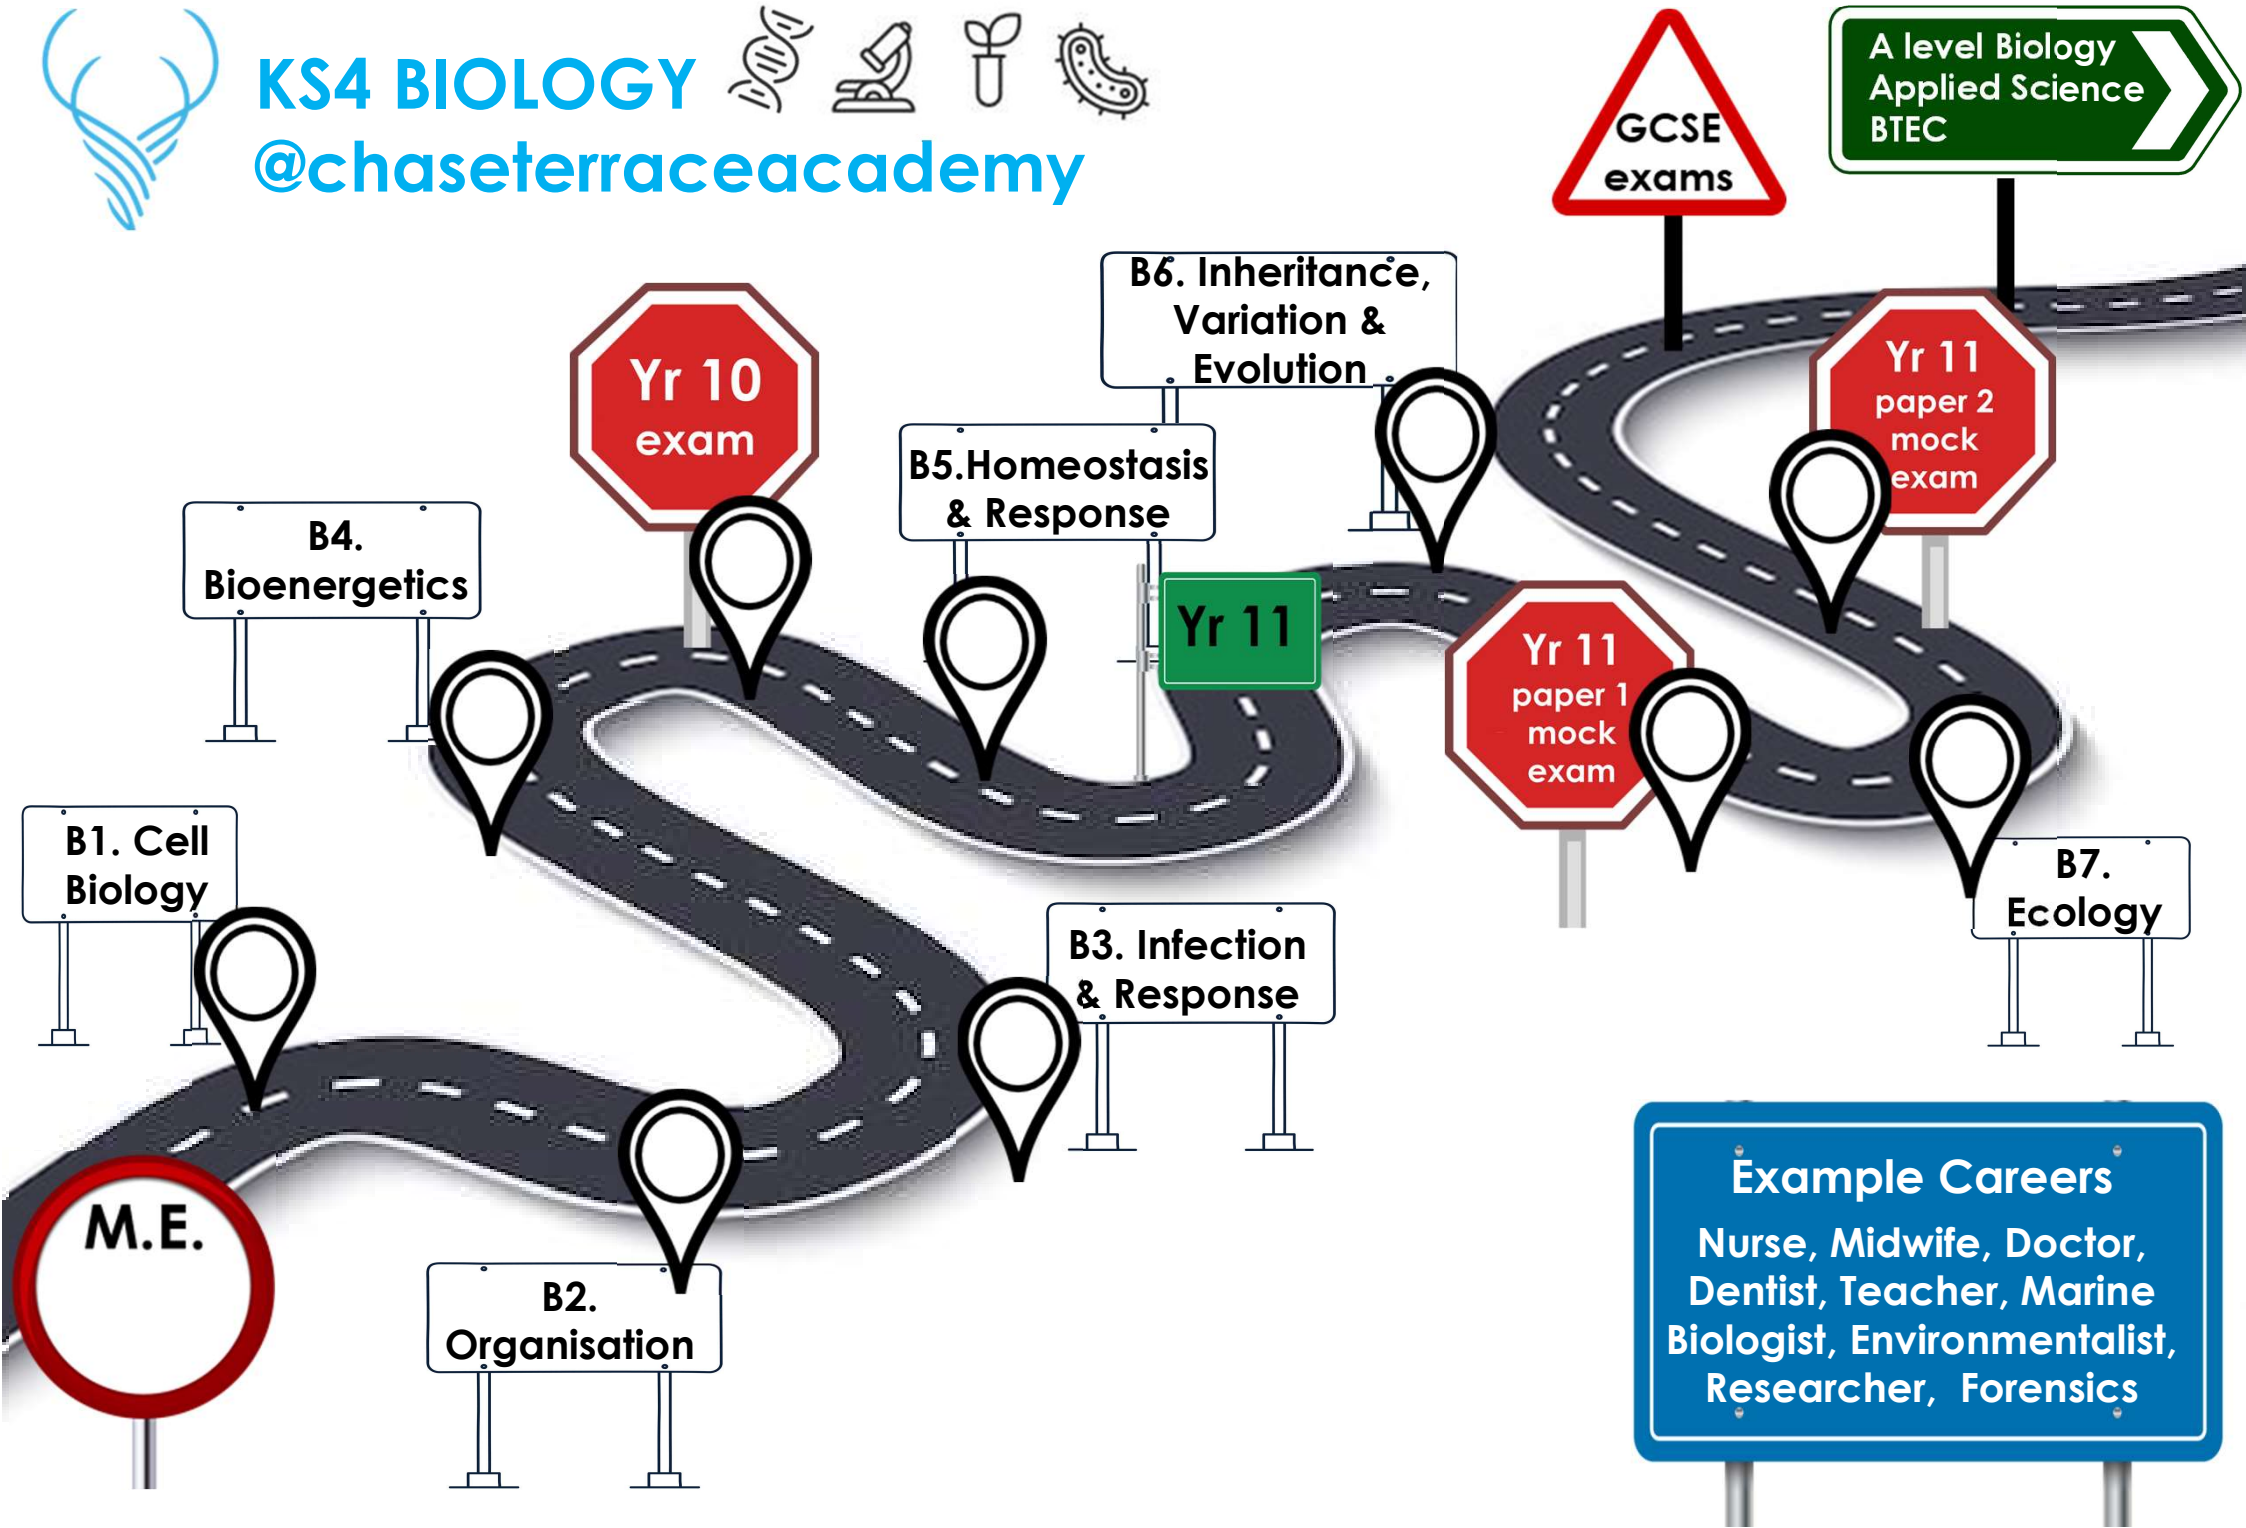 KS4 BIOLOGY
@chaseterraceacademy
GCSE
exams
A level Biology
Applied Science
BTEC
B6. Inheritance,
Variation &
Evolution
Yr 10
exam
Yr 11
paper 2
mock
exam
B5.Homeostasis
& Response
B4.
Bioenergetics
Yr 11
Yr 11
paper 1
mock
exam
B1. Cell
Biology
B7.
Ecology
B3. Infection
& Response
M.E.
B2.
Organisation
Example Careers
Nurse, Midwife, Doctor,
Dentist, Teacher, Marine
Biologist, Environmentalist,
Researcher, Forensics